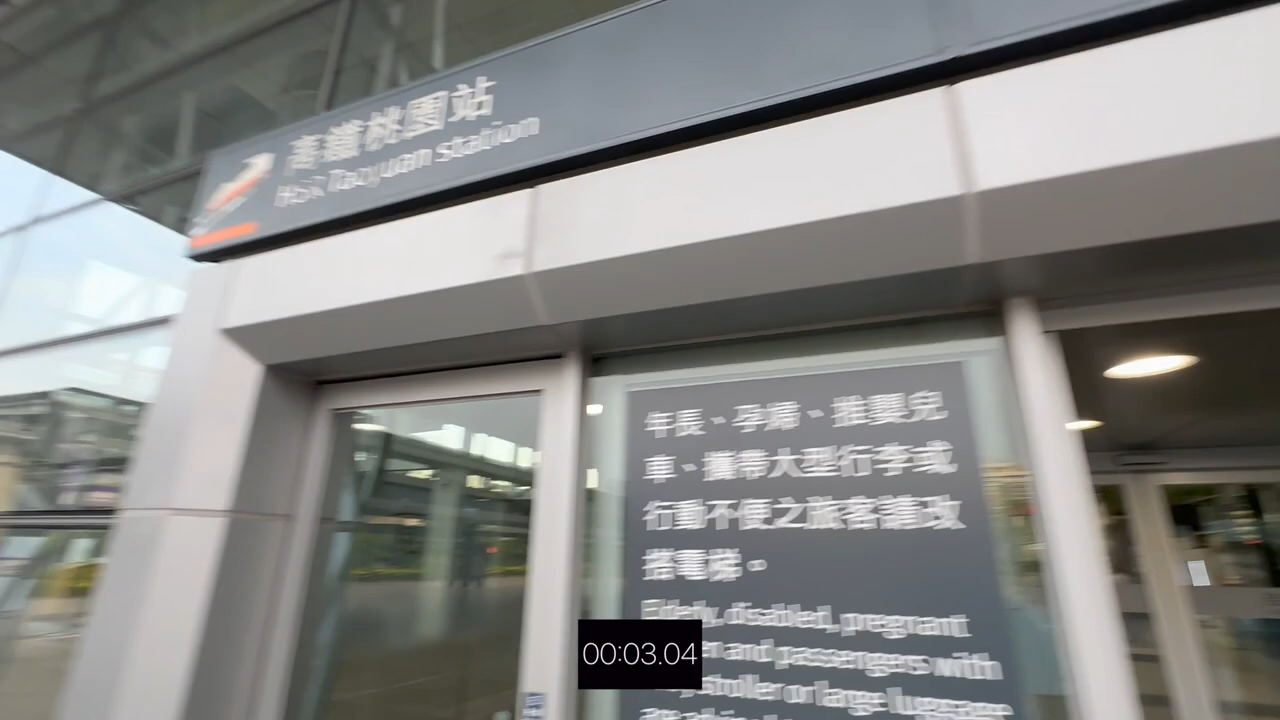 高鐵桃園站
HSR Taoyuan station
年長、孕婦、推嬰兒
車、攜帶大型行李或
行動不便之旅客請改
搭電梯。
Elderly, disabled, pregnant
and passengers with
stroller or large luggage
00:03.04